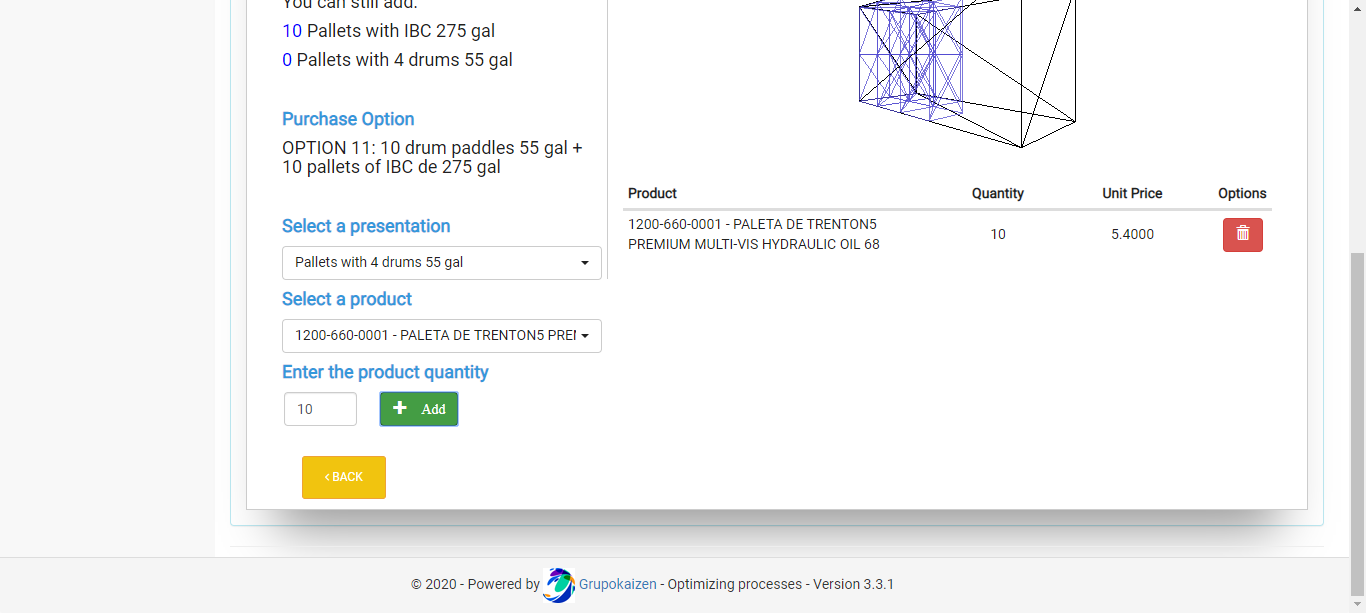 You can still add:
10 Pallets with IBC 275 gal
0 Pallets with 4 drums 55 gal
Purchase Option
OPTION 11: 10 drum paddles 55 gal +
10 pallets of IBC de 275 gal
Select a presentation
Pallets with 4 drums 55 gal
Select a product
1200-660-0001 - PALETA DE TRENTON5 PREM
Enter the product quantity
10
Add
BACK
Product Quantity Unit Price Options
1200-660-0001 - PALETA DE TRENTON5
PREMIUM MULTI-VIS HYDRAULIC OIL 68
10 5.4000
© 2020 - Powered by Grupokaizen - Optimizing processes - Version 3.3.1